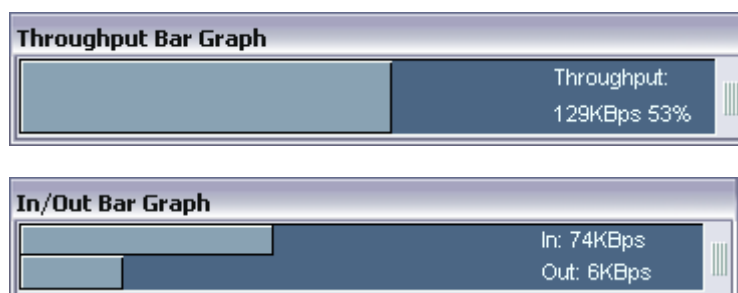 Throughput Bar Graph
Throughput:
129KBps 53%
In/Out Bar Graph
In: 74KBps
Out: 6KBps